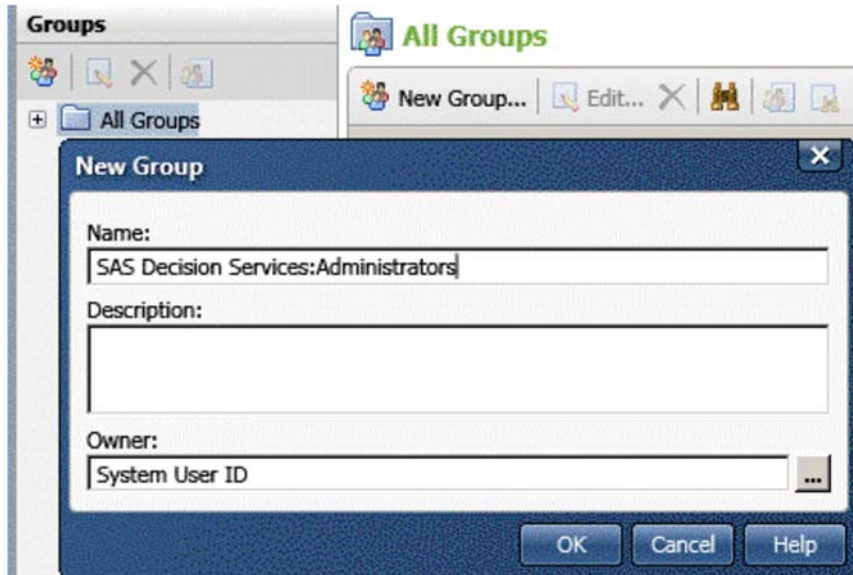 Groups
All Groups
New Group... Edit...
All Groups
New Group
Name:
SAS Decision Services:Administrators
Description:
Owner:
System User ID
...
OK Cancel Help